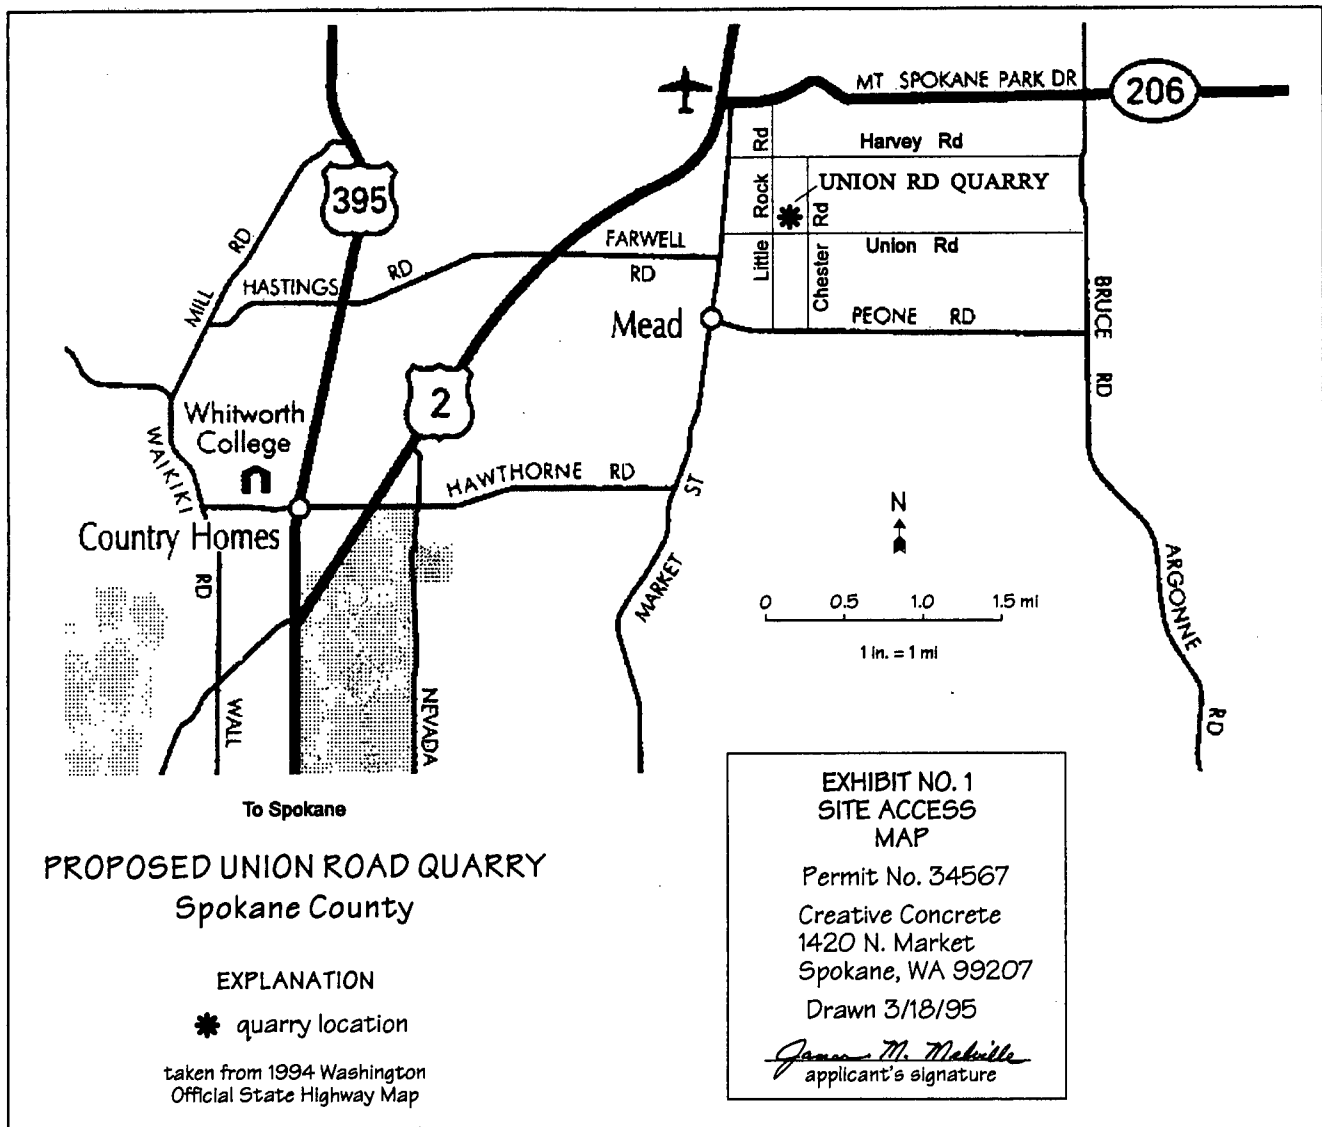 MT SPOKANE PARK DR
206
Harvey Rd
UNION RD QUARRY
Little Rock Rd
Chester Rd
Union Rd
395
MILL RD
HASTINGS RD
FARWELL RD
Mead
PEONE RD
BRUCE RD
2
Whitworth
College
WAIKIKI RD
HAWTHORNE RD
MARKET ST
Country Homes
N
0 0.5 1.0 1.5 mi
1 in. = 1 mi
ARGONNE RD
WALL
NEVADA
To Spokane
PROPOSED UNION ROAD QUARRY
Spokane County
EXPLANATION
quarry location
taken from 1994 Washington
Official State Highway Map
EXHIBIT NO. 1
SITE ACCESS
MAP
Permit No. 34567
Creative Concrete
1420 N. Market
Spokane, WA 99207
Drawn 3/18/95
James M. Melville
applicant's signature